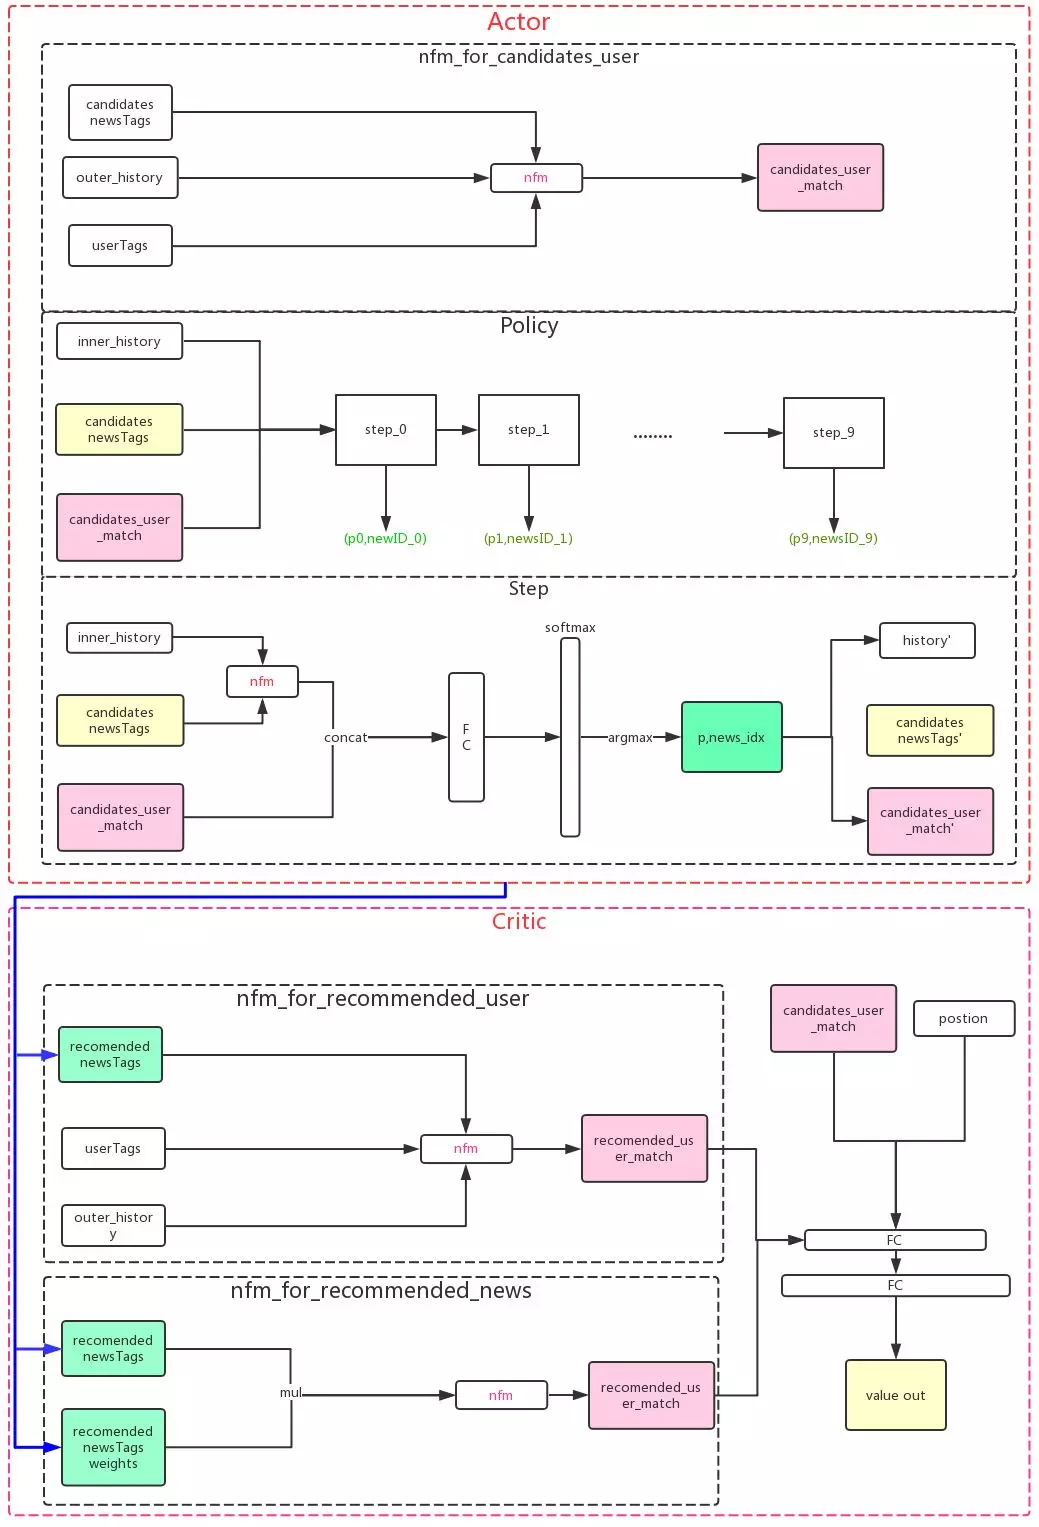 Actor
nfm_for_candidates_user
candidates
newsTags
outer_history
userTags
nfm
candidates_user
_match
Policy
inner_history
candidates
newsTags
candidates_user
_match
step_0
step_1
........
step_9
(p0,newID_0)
(p1,newsID_1)
(p9,newsID_9)
Step
inner_history
candidates
newsTags
candidates_user
_match
nfm
concat
F
C
softmax
argmax
p,news_idx
history'
candidates
newsTags'
candidates_user
_match'
Critic
nfm_for_recommended_user
recomended
newsTags
userTags
outer_histor
y
nfm
recomended_us
er_match
candidates_user
_match
postion
FC
FC
value out
nfm_for_recommended_news
recomended
newsTags
recomended
newsTags
weights
mul
nfm
recomended_us
er_match